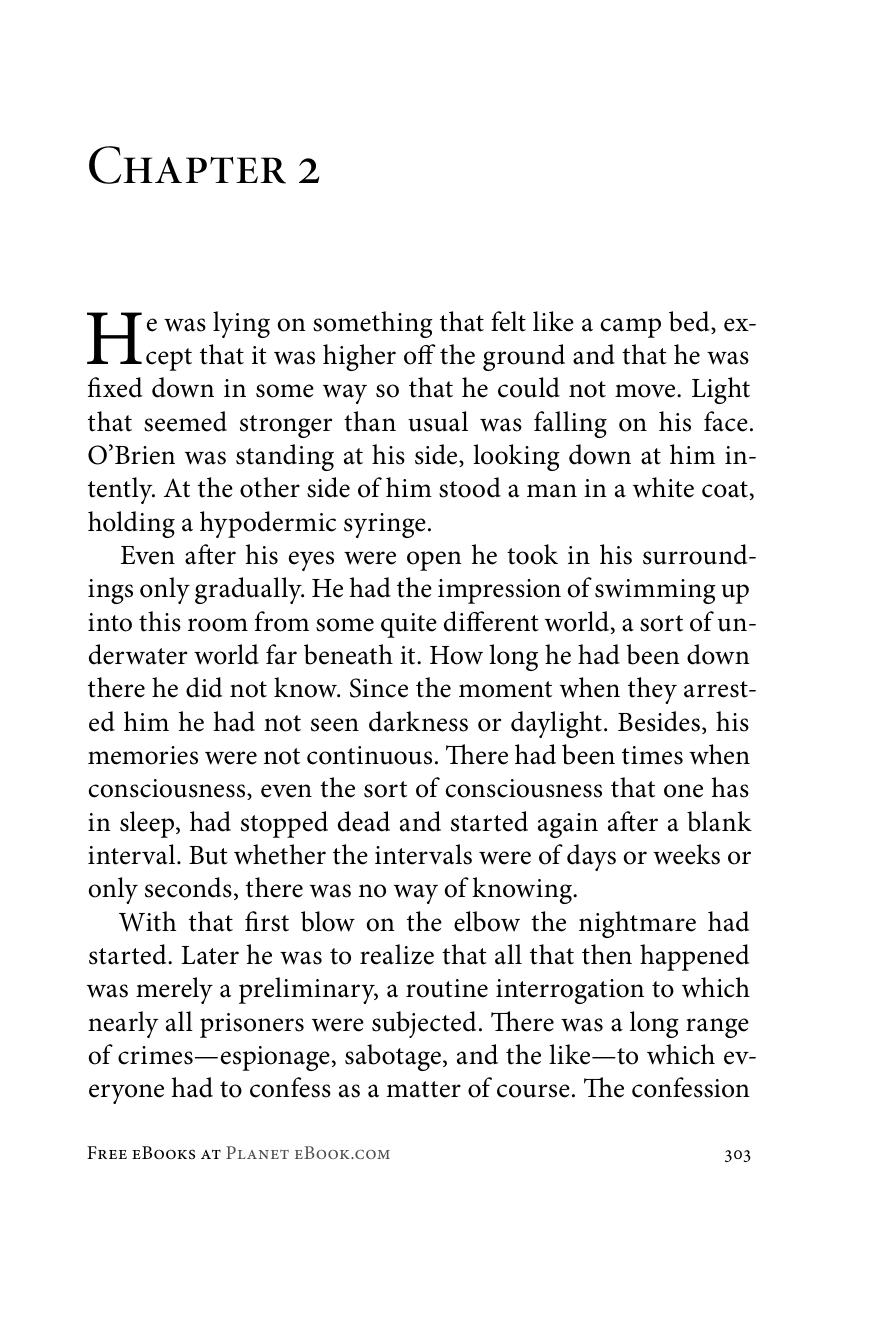 Chapter 2
He was lying on something that felt like a camp bed, ex-
cept that it was higher off the ground and that he was
fixed down in some way so that he could not move. Light
that seemed stronger than usual was falling on his face.
O’Brien was standing at his side, looking down at him in-
tently. At the other side of him stood a man in a white coat,
holding a hypodermic syringe.
Even after his eyes were open he took in his surround-
ings only gradually. He had the impression of swimming up
into this room from some quite different world, a sort of un-
derwater world far beneath it. How long he had been down
there he did not know. Since the moment when they arrest-
ed him he had not seen darkness or daylight. Besides, his
memories were not continuous. There had been times when
consciousness, even the sort of consciousness that one has
in sleep, had stopped dead and started again after a blank
interval. But whether the intervals were of days or weeks or
only seconds, there was no way of knowing.
With that first blow on the elbow the nightmare had
started. Later he was to realize that all that then happened
was merely a preliminary, a routine interrogation to which
nearly all prisoners were subjected. There was a long range
of crimes—espionage, sabotage, and the like—to which ev-
eryone had to confess as a matter of course. The confession
Free eBooks at Planet eBook.com 303